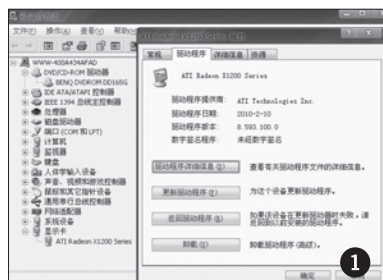 文件(F) 操作(A) 查看(V) 帮助
WWW-400A434AFAD
DVD/CD-ROM 驱动器
BENQ DVDROM DD165G
IDE ATA/ATAPI 控制器
IEEE 1394 总线主控制器
处理器
磁盘驱动器
端口 (COM 和 LPT)
计算机
监视器
键盘
人体学输入设备
声音、视频和游戏控制器
鼠标和其它指针设备
通用串行总线控制器
网络适配器
系统设备
显示卡
ATI Radeon X1200 Series
常规 驱动程序 详细信息 资源
ATI Radeon X1200 Series
驱动程序提供商: ATI Technologies Inc.
驱动程序日期: 2010-2-10
驱动程序版本: 8.593.100.0
数字签名程序: 未经数字签名
驱动程序详细信息(D)... 查看有关驱动程序文件的详细信息。
更新驱动程序(P)... 为这个设备更新驱动程序。
返回驱动程序(R) 如果该设备在更新驱动程序时失败，请返回到以前安装的驱动程序。
卸载(U) 卸载驱动程序(高级)。
确定
1